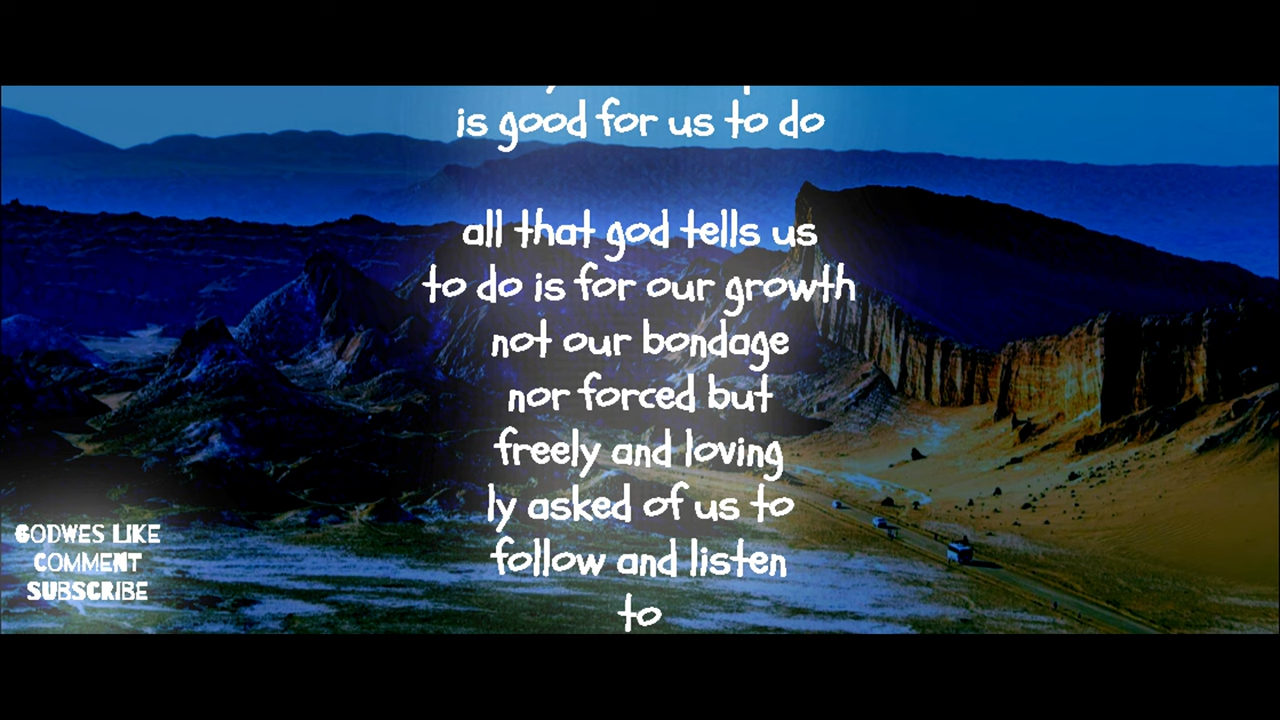 is good for us to do
all that god tells us
to do is for our growth
not our bondage
nor forced but
freely and loving
ly asked of us to
follow and listen
to
GODWES LIKE
COMMENT
SUBSCRIBE